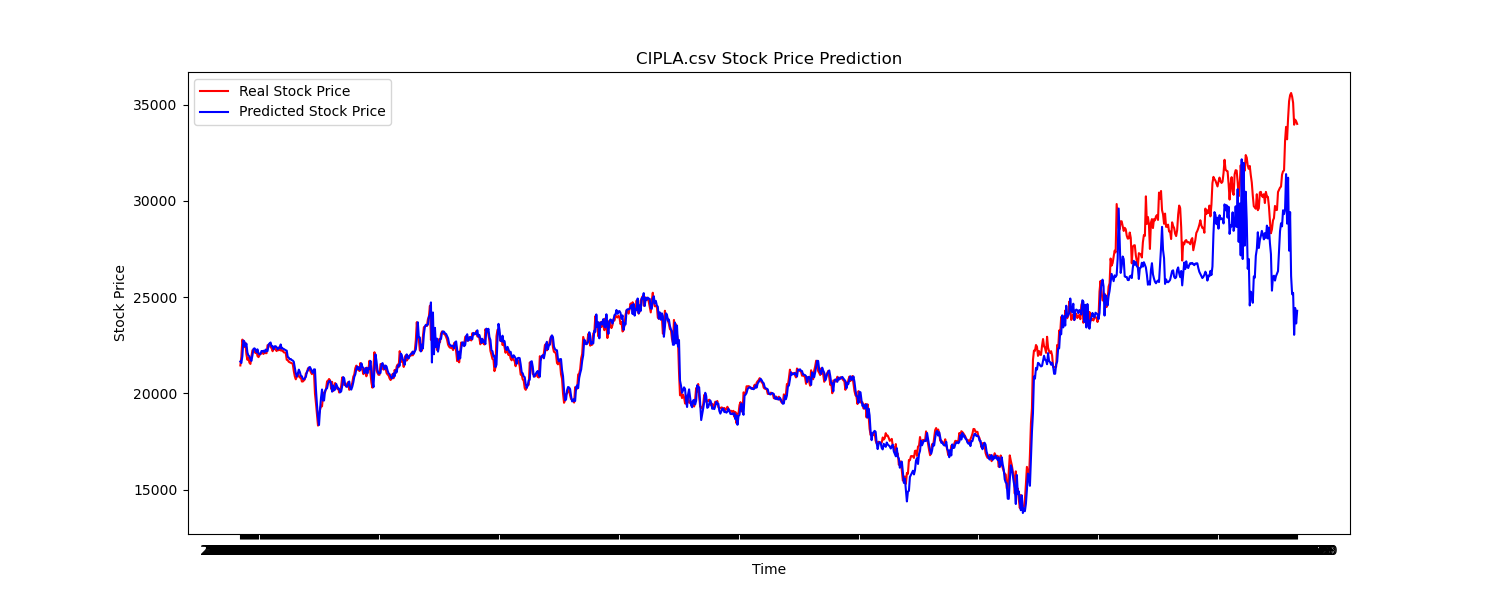 CIPLA.csv Stock Price Prediction
Real Stock Price
Predicted Stock Price
35000
30000
25000
20000
15000
Stock Price
Time